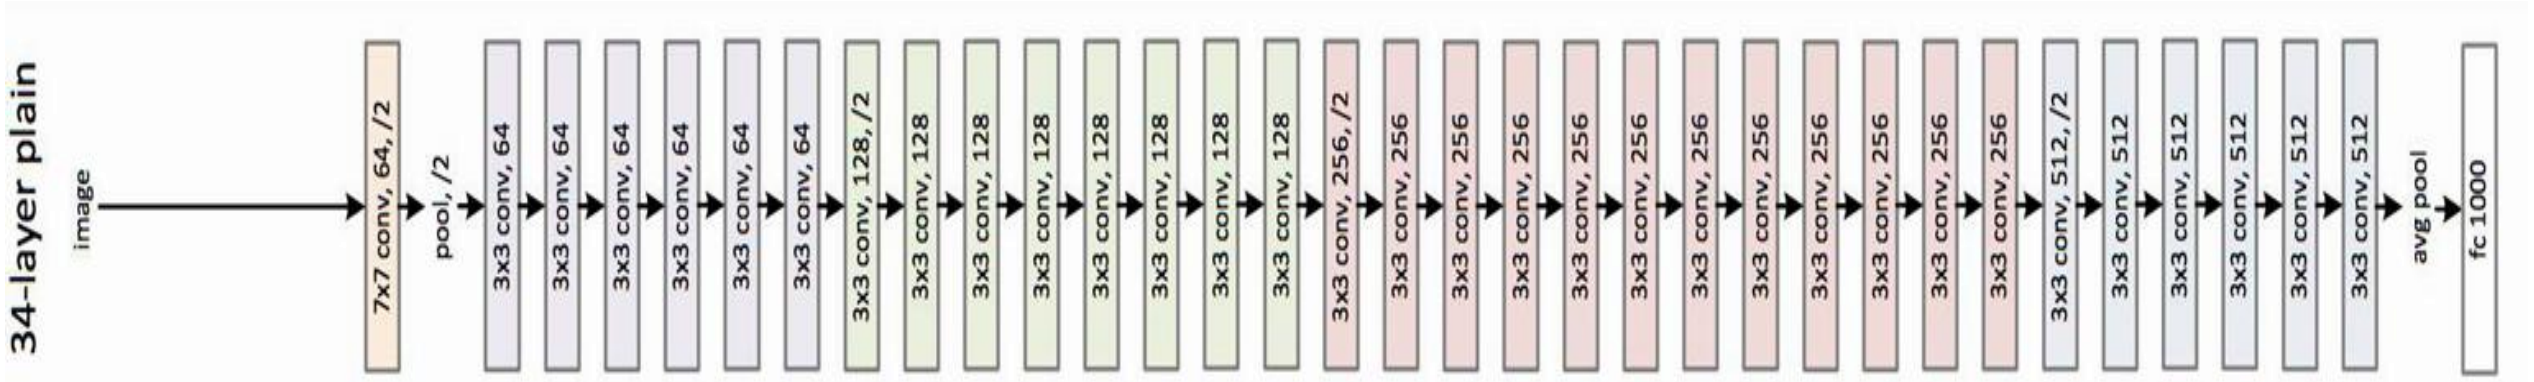 34-layer plain
image
7x7 conv, 64, /2
pool, /2
3x3 conv, 64
3x3 conv, 64
3x3 conv, 64
3x3 conv, 64
3x3 conv, 64
3x3 conv, 64
3x3 conv, 128, /2
3x3 conv, 128
3x3 conv, 128
3x3 conv, 128
3x3 conv, 128
3x3 conv, 128
3x3 conv, 128
3x3 conv, 128
3x3 conv, 256, /2
3x3 conv, 256
3x3 conv, 256
3x3 conv, 256
3x3 conv, 256
3x3 conv, 256
3x3 conv, 256
3x3 conv, 256
3x3 conv, 256
3x3 conv, 256
3x3 conv, 256
3x3 conv, 256
3x3 conv, 512, /2
3x3 conv, 512
3x3 conv, 512
3x3 conv, 512
3x3 conv, 512
3x3 conv, 512
avg pool
fc 1000